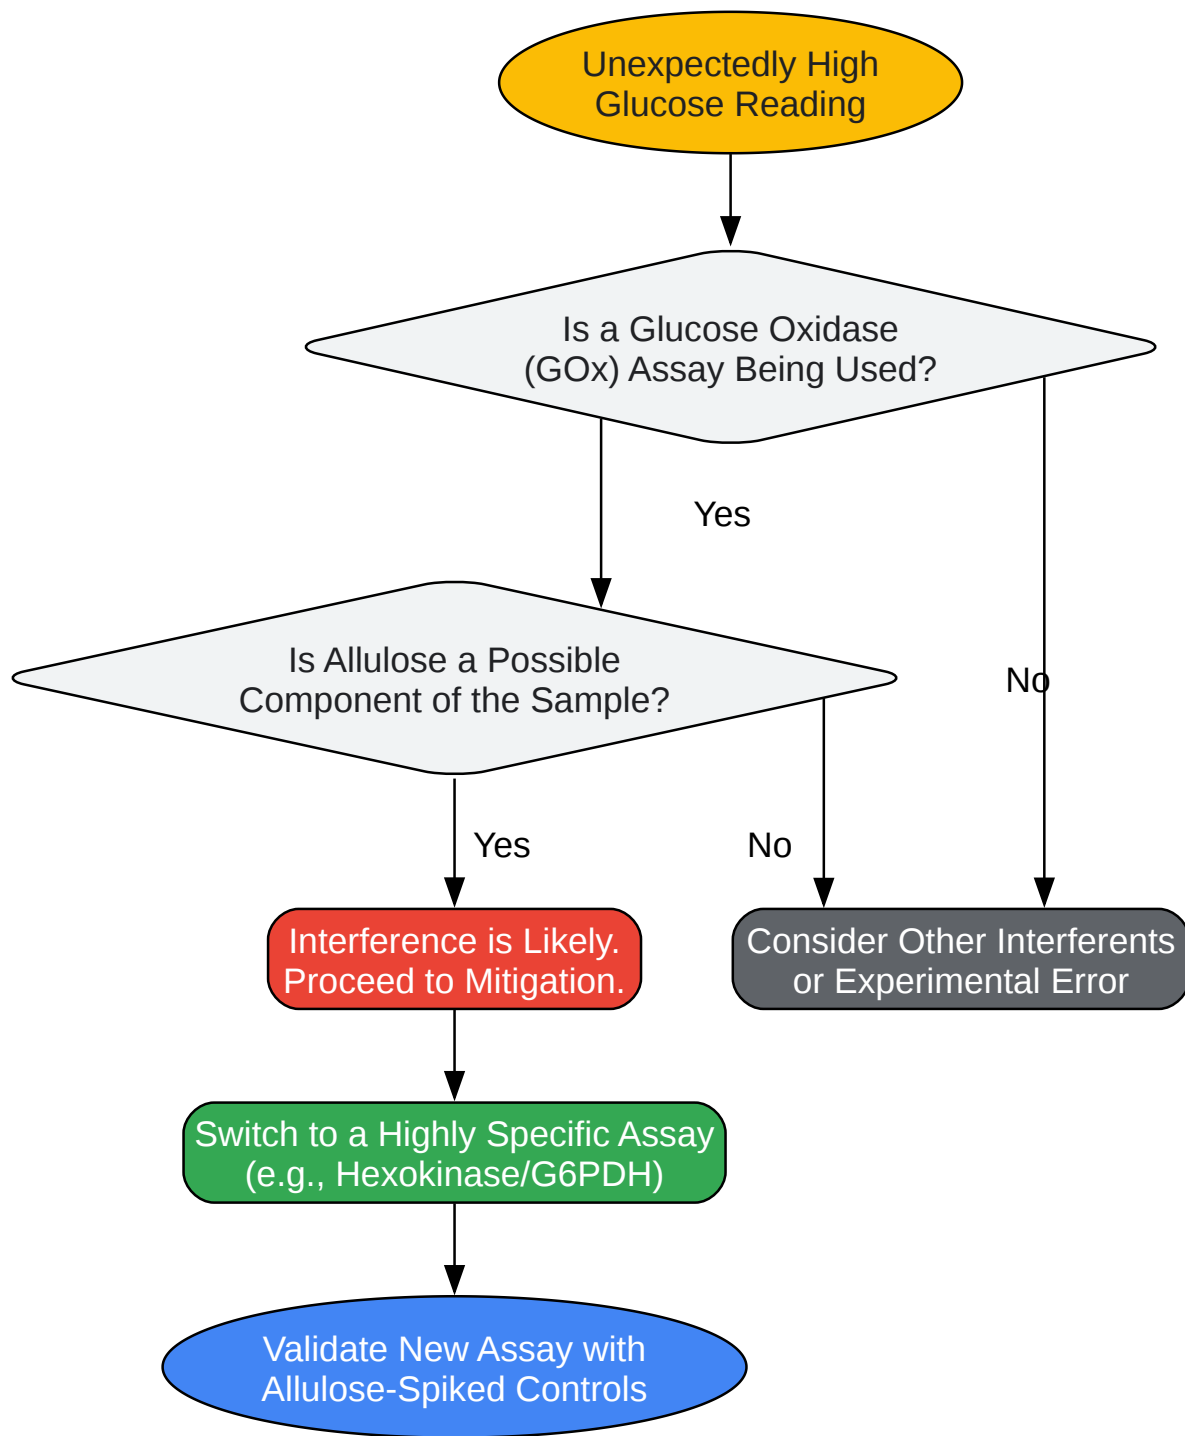 Unexpectedly High
Glucose Reading
Is a Glucose Oxidase
(GOx) Assay Being Used?
Yes
Is Allulose a Possible
Component of the Sample?
No
Yes
No
Interference is Likely.
Proceed to Mitigation.
Consider Other Interferents
or Experimental Error
Switch to a Highly Specific Assay
(e.g., Hexokinase/G6PDH)
Validate New Assay with
Allulose-Spiked Controls